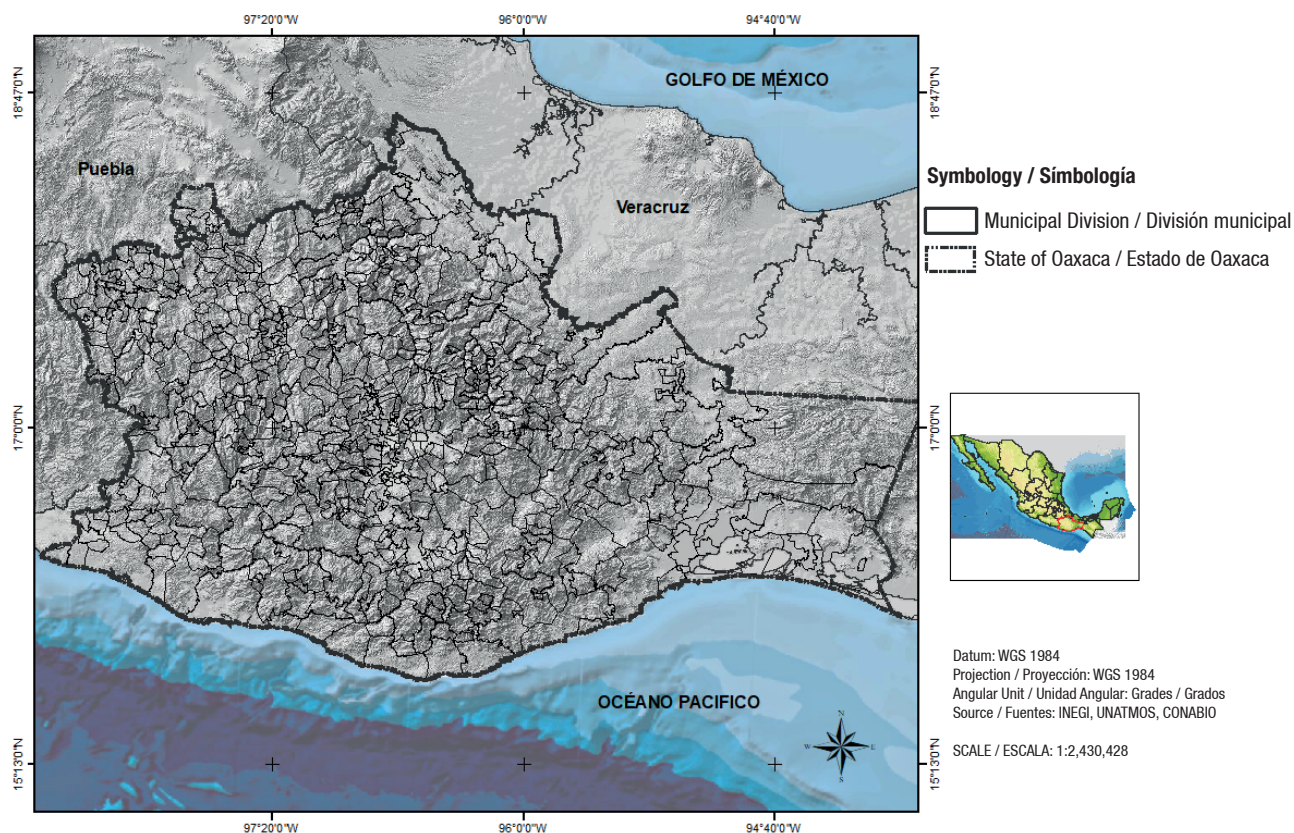 97°20'0"W
96°0'0"W
94°40'0"W
18°47'0"N
18°47'0"N
GOLFO DE MÉXICO
Puebla
Veracruz
Symbology / Símbología
Municipal Division / División municipal
State of Oaxaca / Estado de Oaxaca
17°0'0"N
17°0'0"N
OCÉANO PACIFICO
N
W
E
S
15°13'0"N
15°13'0"N
97°20'0"W
96°0'0"W
94°40'0"W
Datum: WGS 1984
Projection / Proyección: WGS 1984
Angular Unit / Unidad Angular: Grades / Grados
Source / Fuentes: INEGI, UNATMOS, CONABIO
SCALE / ESCALA: 1:2,430,428